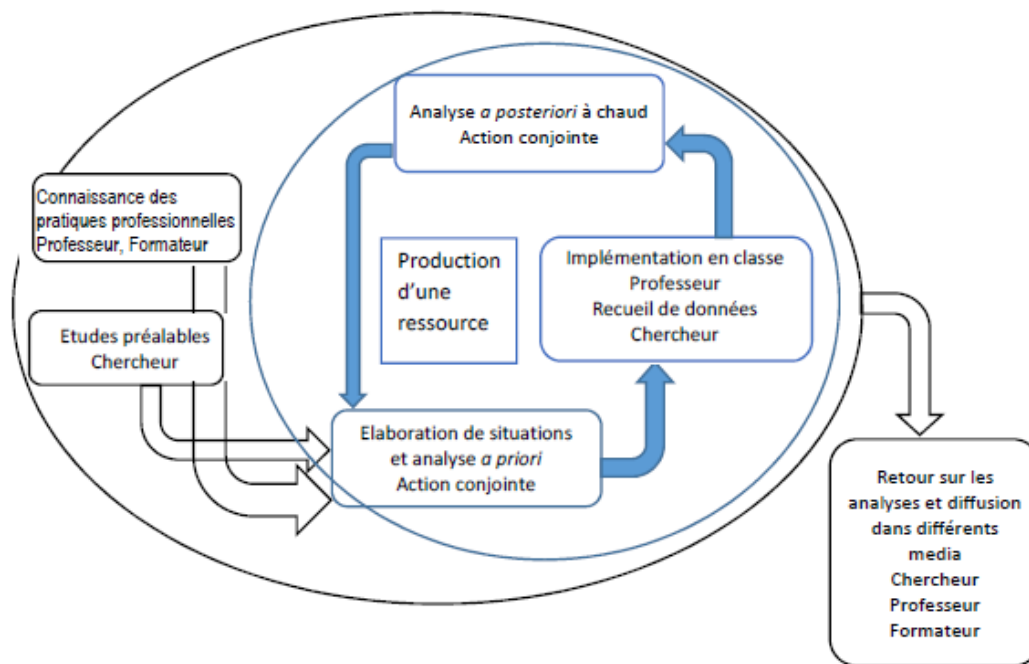 Analyse a posteriori à chaud
Action conjointe
Connaissance des
pratiques professionnelles
Professeur, Formateur
Production
d'une
ressource
Implémentation en classe
Professeur
Recueil de données
Chercheur
Etudes préalables
Chercheur
Elaboration de situations
et analyse a priori
Action conjointe
Retour sur les
analyses et diffusion
dans différents
media
Chercheur
Professeur
Formateur